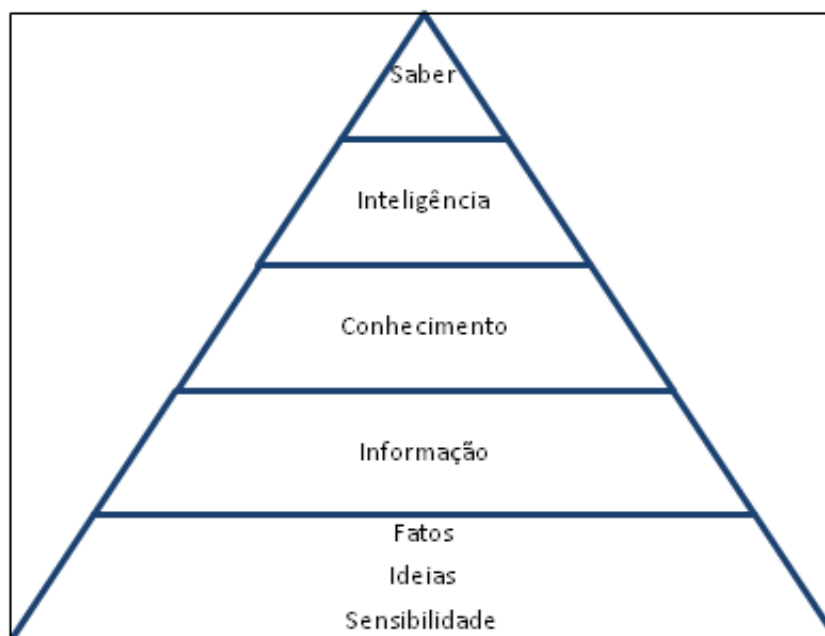 Saber
Inteligência
Conhecimento
Informação
Fatos
Ideias
Sensibilidade